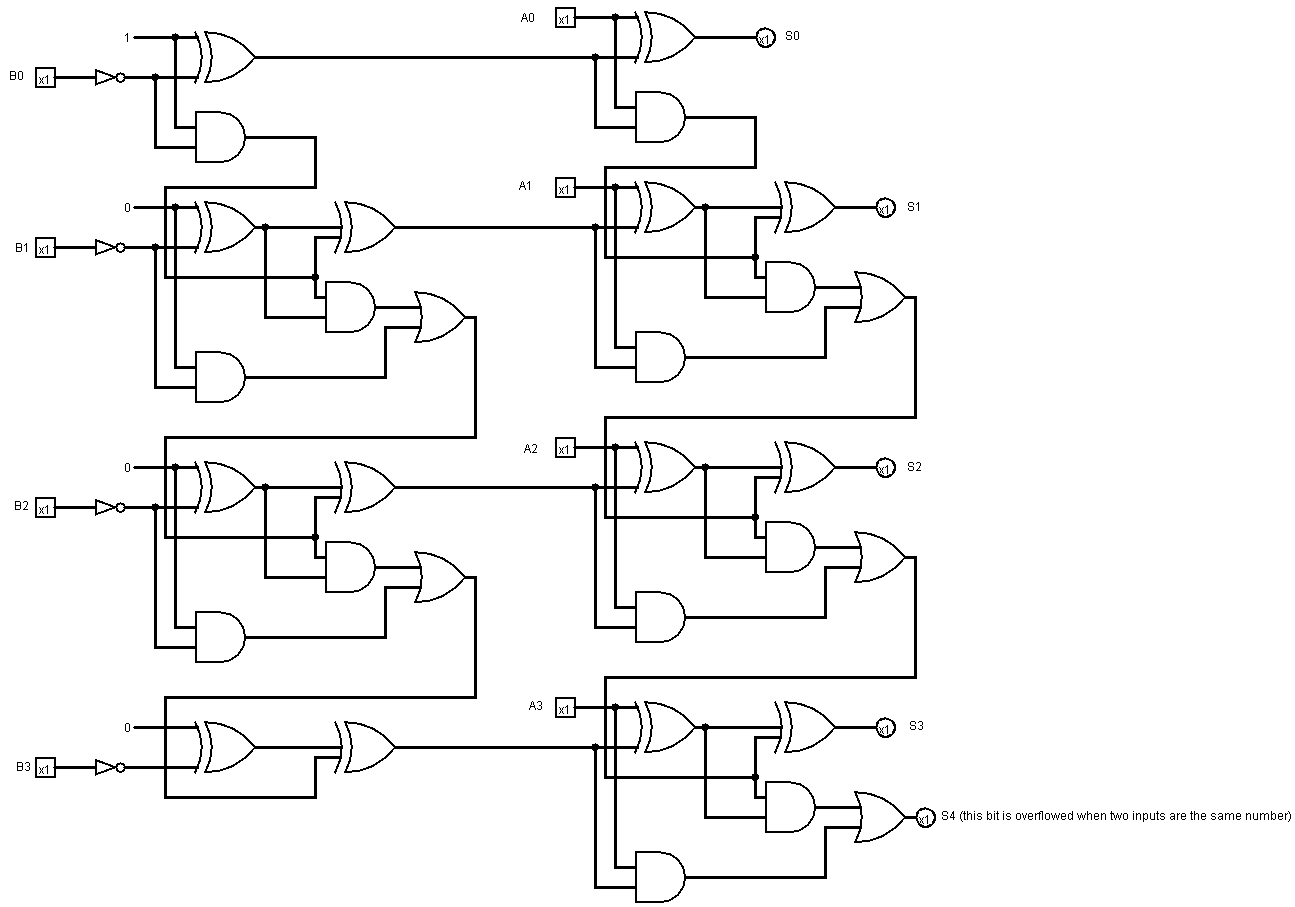 A0 x1 x1 S0
1
B0 x1
A1 x1 x1 S1
0
B1 x1
A2 x1 x1 S2
0
B2 x1
A3 x1 x1 S3
0
B3 x1
x1 S4 (this bit is overflowed when two inputs are the same number)